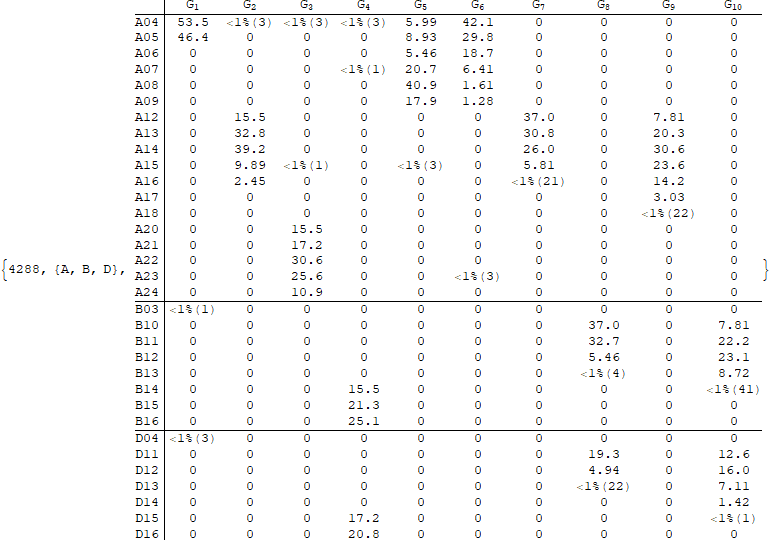 G1 G2 G3 G4 G5 G6 G7 G8 G9 G10
A04 53.5 <1%(3) <1%(3) <1%(3) 5.99 42.1 0 0 0 0
A05 46.4 0 0 0 8.93 29.8 0 0 0 0
A06 0 0 0 0 5.46 18.7 0 0 0 0
A07 0 0 0 <1%(1) 20.7 6.41 0 0 0 0
A08 0 0 0 0 40.9 1.61 0 0 0 0
A09 0 0 0 0 17.9 1.28 0 0 0 0
A12 0 15.5 0 0 0 0 37.0 0 7.81 0
A13 0 32.8 0 0 0 0 30.8 0 20.3 0
A14 0 39.2 0 0 0 0 26.0 0 30.6 0
A15 0 9.89 <1%(1) 0 <1%(3) 0 5.81 0 23.6 0
A16 0 2.45 0 0 0 0 <1%(21) 0 14.2 0
A17 0 0 0 0 0 0 0 0 3.03 0
A18 0 0 0 0 0 0 0 0 <1%(22) 0
A20 0 0 15.5 0 0 0 0 0 0 0
A21 0 0 17.2 0 0 0 0 0 0 0
A22 0 0 30.6 0 0 0 0 0 0 0
{4288, {A, B, D}, A23 0 0 25.6 0 0 <1%(3) 0 0 0 0 }
A24 0 0 10.9 0 0 0 0 0 0 0
B03 <1%(1) 0 0 0 0 0 0 0 0 0
B10 0 0 0 0 0 0 0 37.0 0 7.81
B11 0 0 0 0 0 0 0 32.7 0 22.2
B12 0 0 0 0 0 0 0 5.46 0 23.1
B13 0 0 0 0 0 0 0 <1%(4) 0 8.72
B14 0 0 0 15.5 0 0 0 0 0 <1%(41)
B15 0 0 0 21.3 0 0 0 0 0 0
B16 0 0 0 25.1 0 0 0 0 0 0
D04 <1%(3) 0 0 0 0 0 0 0 0 0
D11 0 0 0 0 0 0 0 19.3 0 12.6
D12 0 0 0 0 0 0 0 4.94 0 16.0
D13 0 0 0 0 0 0 0 <1%(22) 0 7.11
D14 0 0 0 0 0 0 0 0 0 1.42
D15 0 0 0 17.2 0 0 0 0 0 <1%(1)
D16 0 0 0 20.8 0 0 0 0 0 0